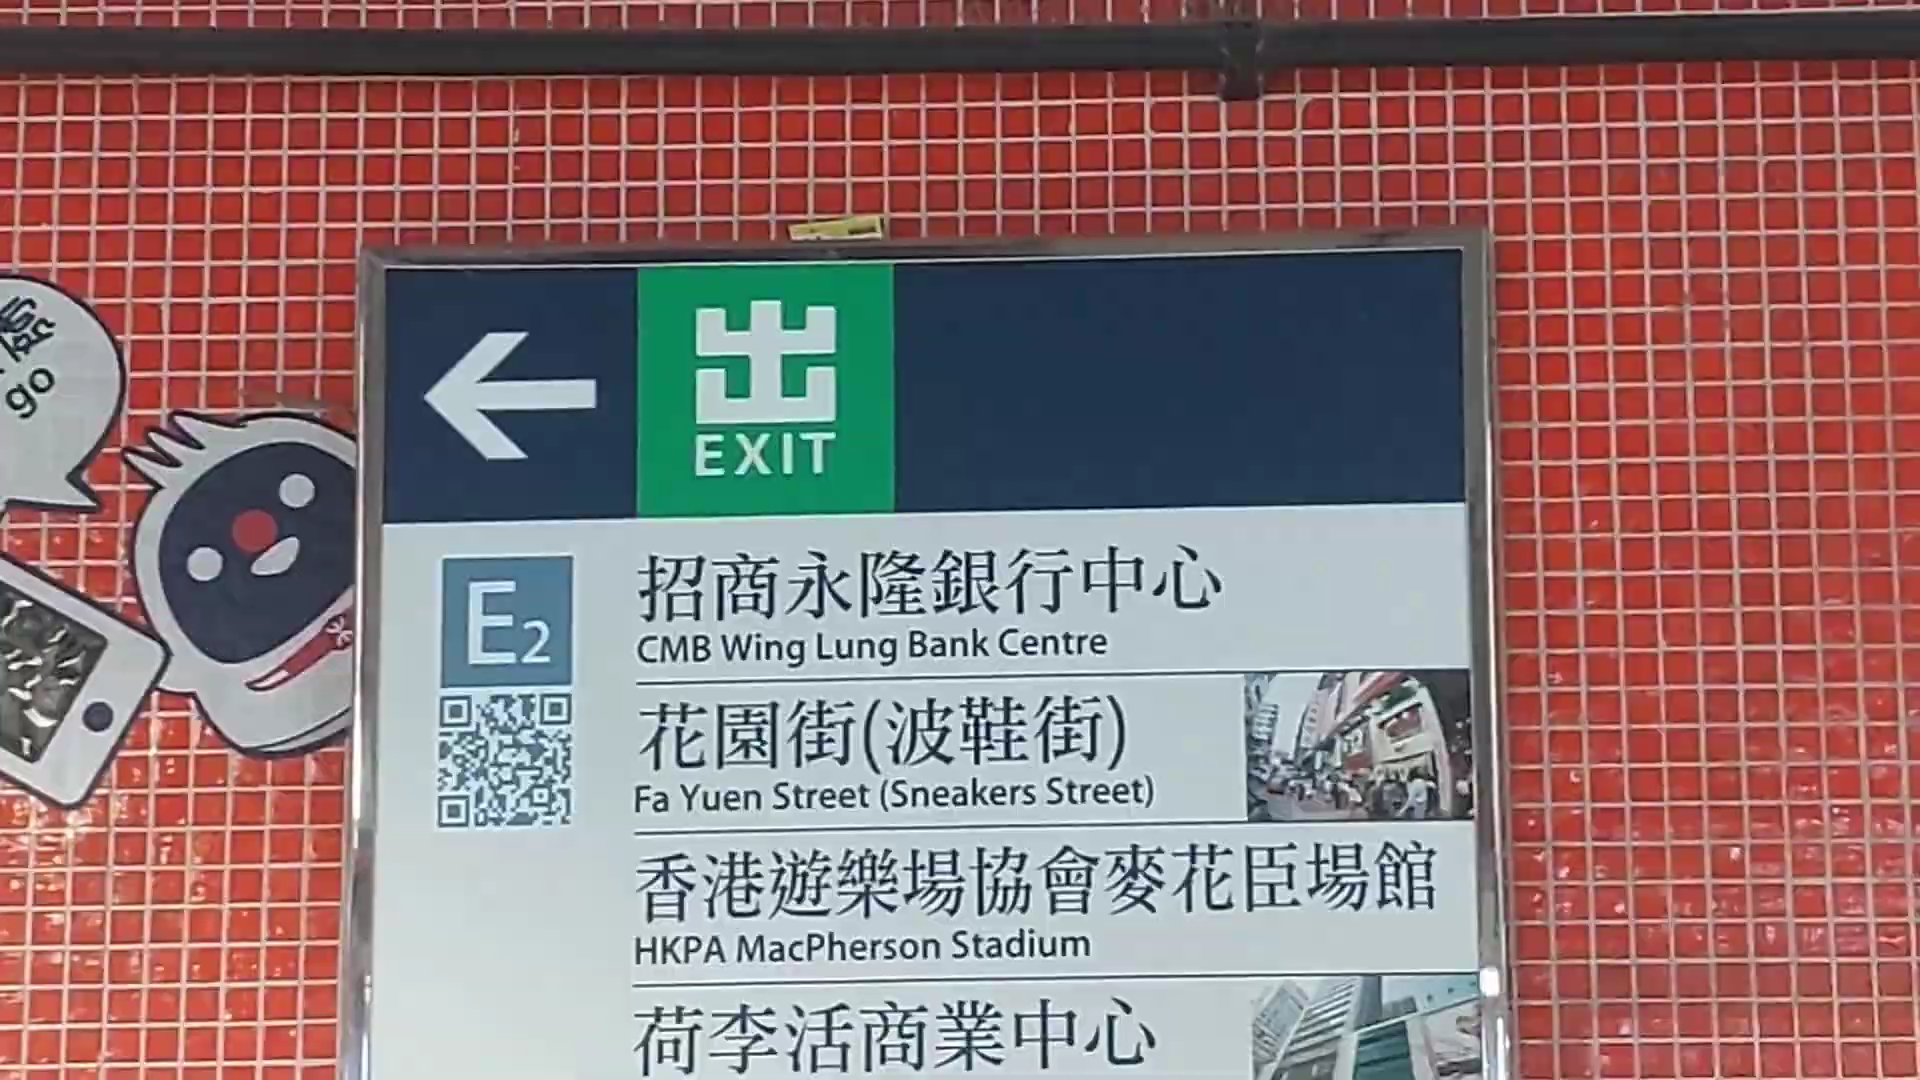 出
EXIT
go
E2
招商永隆銀行中心
CMB Wing Lung Bank Centre
花園街(波鞋街)
Fa Yuen Street (Sneakers Street)
香港遊樂場協會麥花臣場館
HKPA MacPherson Stadium
荷李活商業中心